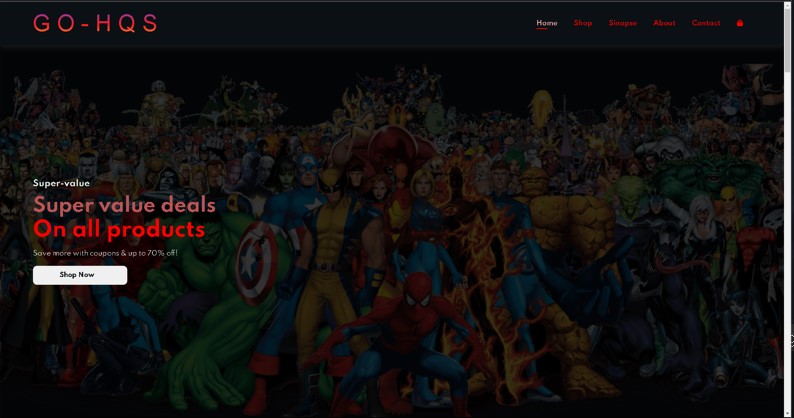 GO-HQS
Home Shop Sinopse About Contact
Super-value
Super value deals
On all products
Save more with coupons & up to 70% off!
Shop Now